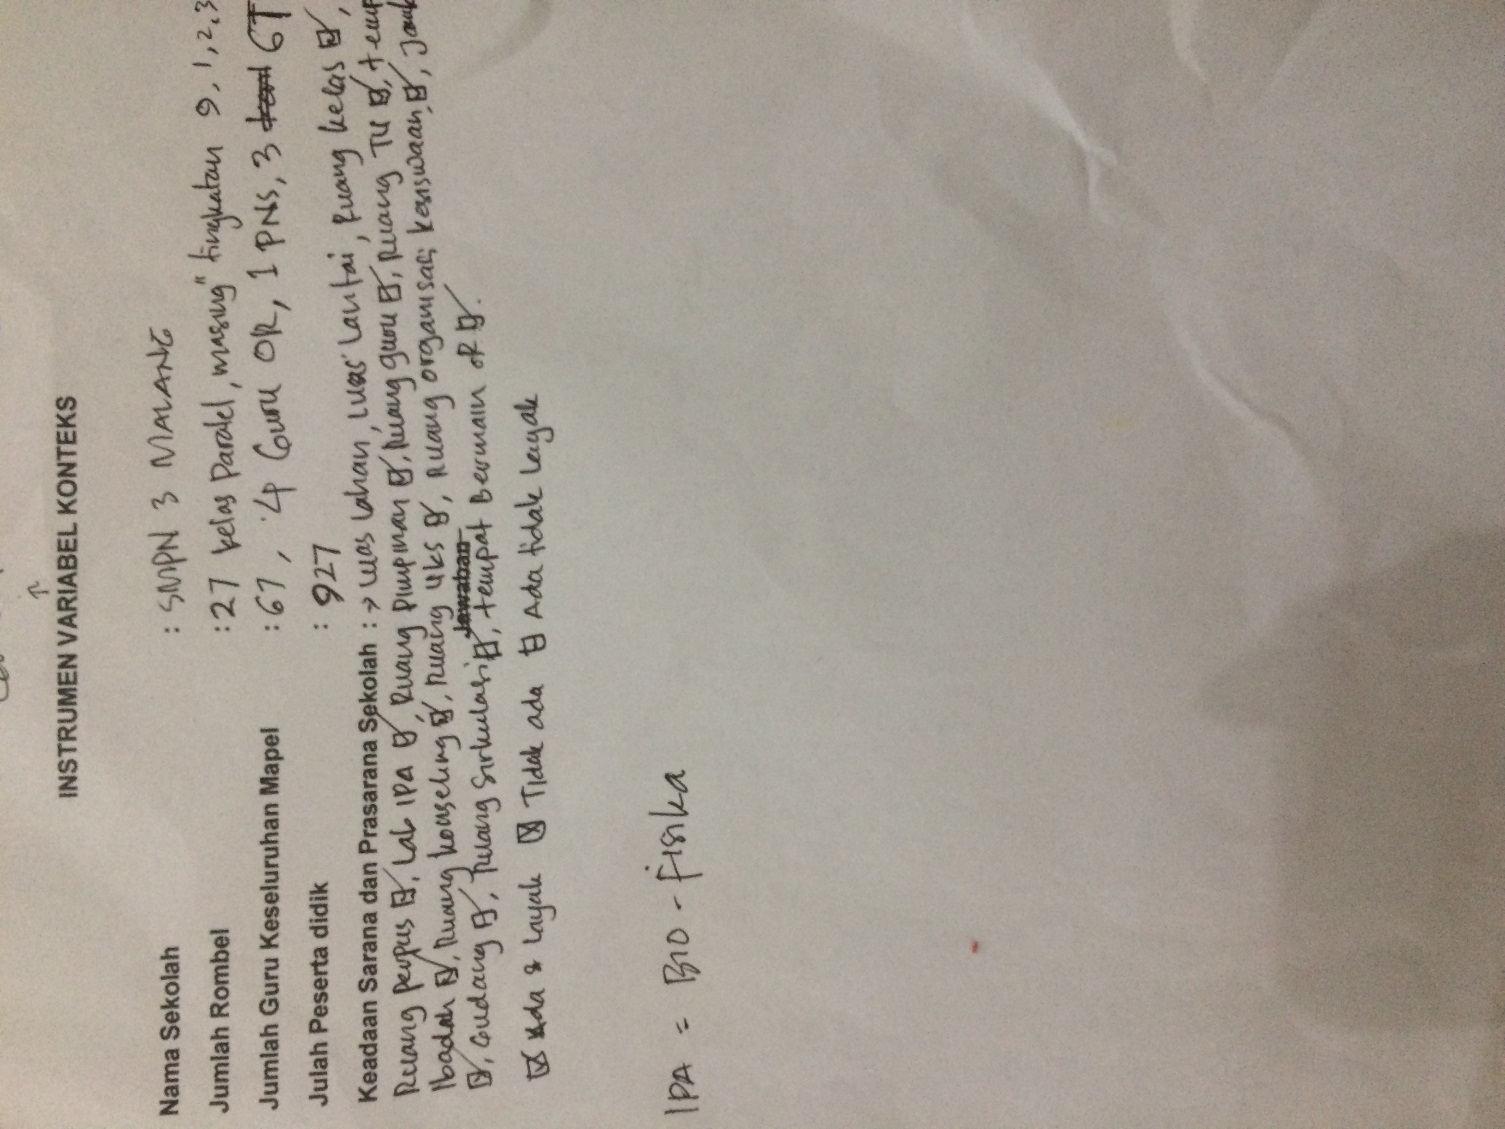 INSTRUMEN VARIABEL KONTEKS
Nama Sekolah : SMPN 3 MALANG
Jumlah Rombel : 27 kelas Paralel, masing" tingkatan 9, 1, 2, 3
Jumlah Guru Keseluruhan Mapel : 67, 4 Guru OR, 1 PNS, 3 GT
Julah Peserta didik : 927
Keadaan Sarana dan Prasarana Sekolah : → Luas Lahan, Luas Lantai, Ruang kelas ☑,
Ruang Perpus ☑, Lab IPA ☑, Ruang Pimpinan ☑, Ruang guru ☑, Ruang TU ☑, temp
Ibadah ☑, Ruang konseling ☑, Ruang UKS ☑, Ruang organisasi kesiswaan ☑, Jamb
☑, Gudang ☑, Ruang Sirkulasi ☑, Jawaban tempat Bermain OR ☑.
☑ Ada & Layak ☒ Tidak ada ⊟ Ada tidak Layak
IPA = BIO - fisika